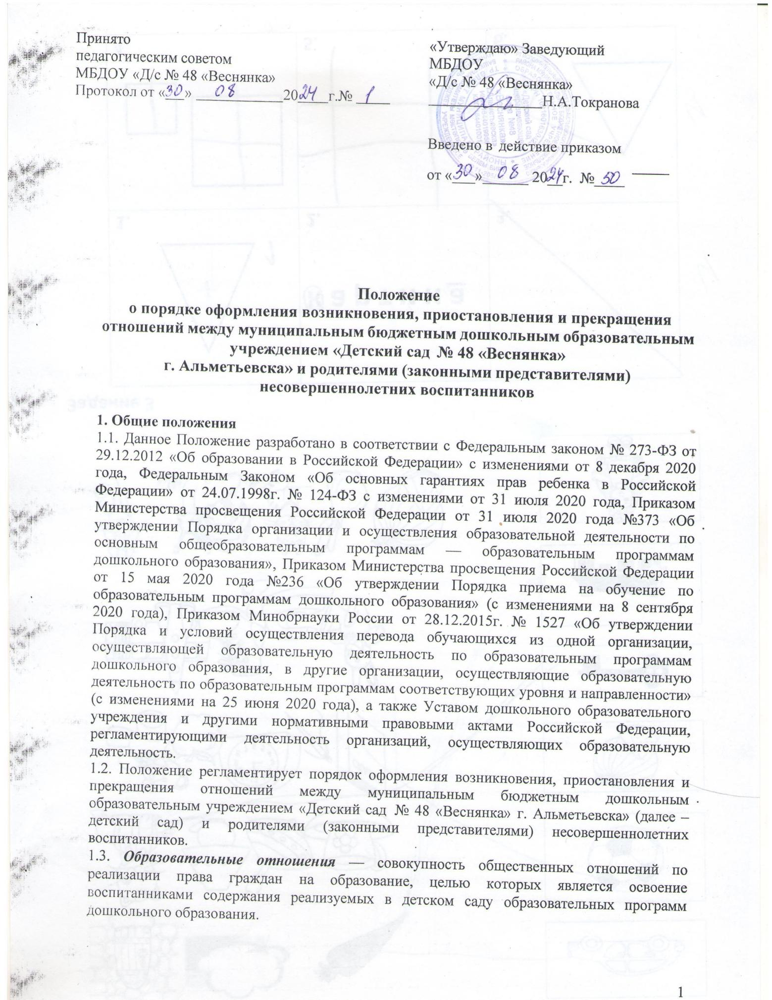 Принято
педагогическим советом
МБДОУ «Д/с № 48 «Веснянка»
Протокол от «30» 08 2024 г.№ 1
«Утверждаю» Заведующий
МБДОУ
«Д/с № 48 «Веснянка»
Н.А.Токранова
Введено в действие приказом
от «30» 08 2024г. № 50
Положение
о порядке оформления возникновения, приостановления и прекращения
отношений между муниципальным бюджетным дошкольным образовательным
учреждением «Детский сад № 48 «Веснянка»
г. Альметьевска» и родителями (законными представителями)
несовершеннолетних воспитанников
1. Общие положения
1.1. Данное Положение разработано в соответствии с Федеральным законом № 273-ФЗ от
29.12.2012 «Об образовании в Российской Федерации» с изменениями от 8 декабря 2020
года, Федеральным Законом «Об основных гарантиях прав ребенка в Российской
Федерации» от 24.07.1998г. № 124-ФЗ с изменениями от 31 июля 2020 года, Приказом
Министерства просвещения Российской Федерации от 31 июля 2020 года №373 «Об
утверждении Порядка организации и осуществления образовательной деятельности по
основным общеобразовательным программам — образовательным программам
дошкольного образования», Приказом Министерства просвещения Российской Федерации
от 15 мая 2020 года №236 «Об утверждении Порядка приема на обучение по
образовательным программам дошкольного образования» (с изменениями на 8 сентября
2020 года), Приказом Минобрнауки России от 28.12.2015г. № 1527 «Об утверждении
Порядка и условий осуществления перевода обучающихся из одной организации,
осуществляющей образовательную деятельность по образовательным программам
дошкольного образования, в другие организации, осуществляющие образовательную
деятельность по образовательным программам соответствующих уровня и направленности»
(с изменениями на 25 июня 2020 года), а также Уставом дошкольного образовательного
учреждения и другими нормативными правовыми актами Российской Федерации,
регламентирующими деятельность организаций, осуществляющих образовательную
деятельность.
1.2. Положение регламентирует порядок оформления возникновения, приостановления и
прекращения отношений между муниципальным бюджетным дошкольным
образовательным учреждением «Детский сад № 48 «Веснянка» г. Альметьевска» (далее –
детский сад) и родителями (законными представителями) несовершеннолетних
воспитанников.
1.3. Образовательные отношения — совокупность общественных отношений по
реализации права граждан на образование, целью которых является освоение
воспитанниками содержания реализуемых в детском саду образовательных программ
дошкольного образования.
1